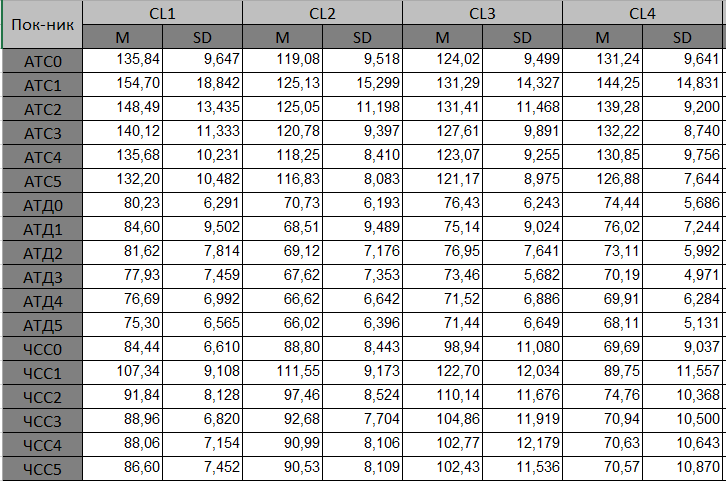 Пок-ник CL1 CL2 CL3 CL4
M SD M SD M SD M SD
АТС0 135,84 9,647 119,08 9,518 124,02 9,499 131,24 9,641
АТС1 154,70 18,842 125,13 15,299 131,29 14,327 144,25 14,831
АТС2 148,49 13,435 125,05 11,198 131,41 11,468 139,28 9,200
АТС3 140,12 11,333 120,78 9,397 127,61 9,891 132,22 8,740
АТС4 135,68 10,231 118,25 8,410 123,07 9,255 130,85 9,756
АТС5 132,20 10,482 116,83 8,083 121,17 8,975 126,88 7,644
АТД0 80,23 6,291 70,73 6,193 76,43 6,243 74,44 5,686
АТД1 84,60 9,502 68,51 9,489 75,14 9,024 76,02 7,244
АТД2 81,62 7,814 69,12 7,176 76,95 7,641 73,11 5,992
АТД3 77,93 7,459 67,62 7,353 73,46 5,682 70,19 4,971
АТД4 76,69 6,992 66,62 6,642 71,52 6,886 69,91 6,284
АТД5 75,30 6,565 66,02 6,396 71,44 6,649 68,11 5,131
ЧСС0 84,44 6,610 88,80 8,443 98,94 11,080 69,69 9,037
ЧСС1 107,34 9,108 111,55 9,173 122,70 12,034 89,75 11,557
ЧСС2 91,84 8,128 97,46 8,524 110,14 11,676 74,76 10,368
ЧСС3 88,96 6,820 92,68 7,704 104,86 11,919 70,94 10,500
ЧСС4 88,06 7,154 90,99 8,106 102,77 12,179 70,63 10,643
ЧСС5 86,60 7,452 90,53 8,109 102,43 11,536 70,57 10,870